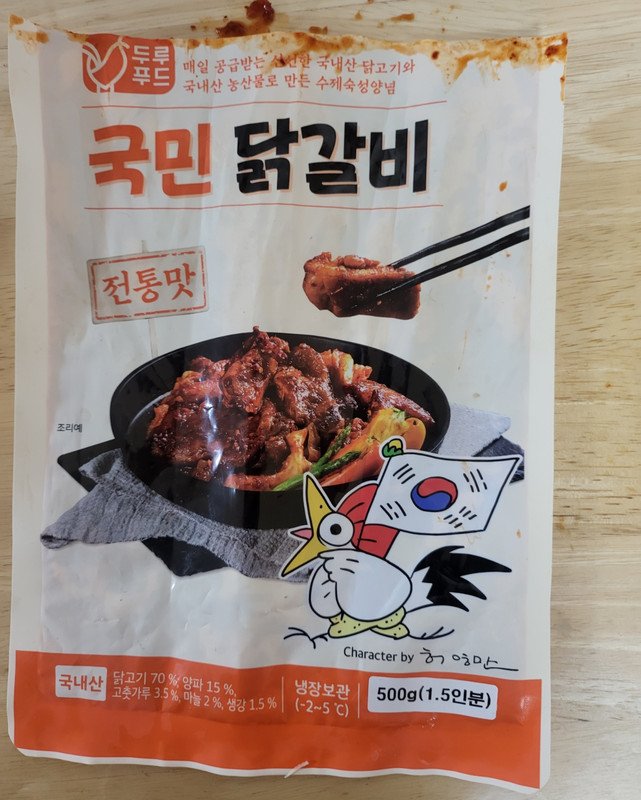 두루
푸드
매일 공급받는 신선한 국내산 닭고기와
국내산 농산물로 만든 수제숙성양념
국민 닭갈비
전통맛
조리예
Character by 허영만
국내산
닭고기 70 %, 양파 15 %,
고춧가루 3.5 %, 마늘 2 %, 생강 1.5 %
냉장보관
(-2~5 ℃)
500g(1.5인분)